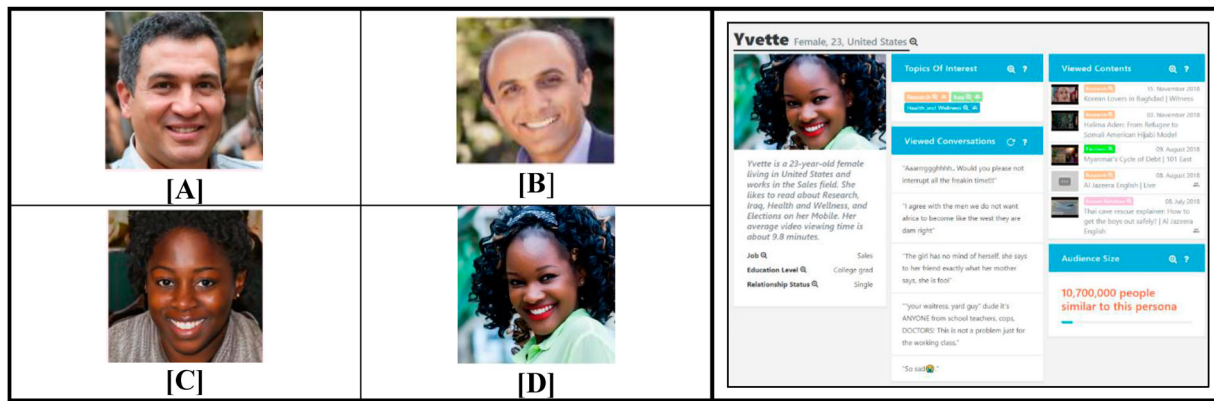 [A]
[B]
[C]
[D]
Yvette Female, 23, United States
Topics Of Interest
?
Research
Iraq
Health and Wellness
Yvette is a 23-year-old female
living in United States and
works in the Sales field. She
likes to read about Research,
Iraq, Health and Wellness, and
Elections on her Mobile. Her
average video viewing time is
about 9.8 minutes.
Job
Sales
Education Level
College grad
Relationship Status
Single
Viewed Conversations
?
"Aaarrrggghhhh,. Would you please not
interrupt all the freakin time!!!"
"I agree with the men we do not want
africa to become like the west they are
dam right"
"The girl has no mind of herself, she says
to her friend exactly what her mother
says, she is fool"
""your waitress, yard guy" dude it's
ANYONE from school teachers, cops,
DOCTORS! This is not a problem just for
the working class."
"So sad😭."
Viewed Contents
?
Research
15. November 2018
Korean Lovers in Baghdad | Witness
Research
03. November 2018
Halima Aden: From Refugee to
Somali American Hijabi Model
Elections
09. August 2018
Myanmar's Cycle of Debt | 101 East
Research
08. August 2018
Al Jazeera English | Live
08. July 2018
Thai cave rescue explainer: How to
get the boys out safely? | Al Jazeera
English
Audience Size
?
10,700,000 people
similar to this persona